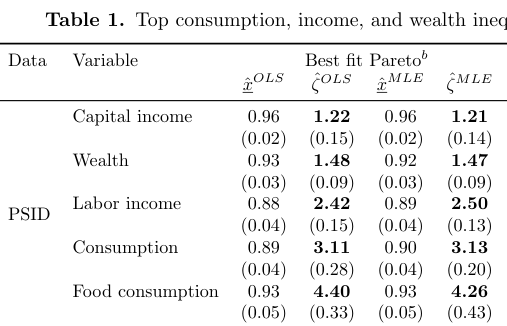 Table 1. Top consumption, income, and wealth ineq
Data Variable Best fit Pareto^b
x̲̂^OLS ζ̂^OLS x̲̂^MLE ζ̂^MLE
Capital income 0.96 1.22 0.96 1.21
(0.02) (0.15) (0.02) (0.14)
Wealth 0.93 1.48 0.92 1.47
(0.03) (0.09) (0.03) (0.09)
Labor income 0.88 2.42 0.89 2.50
PSID (0.04) (0.15) (0.04) (0.13)
Consumption 0.89 3.11 0.90 3.13
(0.04) (0.28) (0.04) (0.20)
Food consumption 0.93 4.40 0.93 4.26
(0.05) (0.33) (0.05) (0.43)